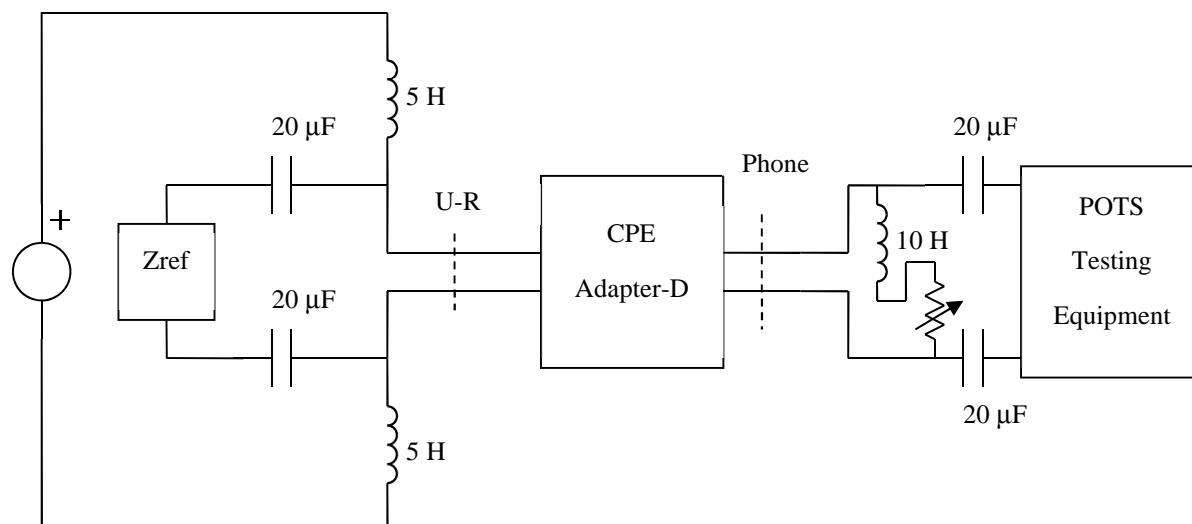 5 H
20 µF
20 µF
Phone
U-R
POTS
+
CPE
10 H
Zref
Testing
Adapter-D
20 µF
Equipment
20 µF
5 H